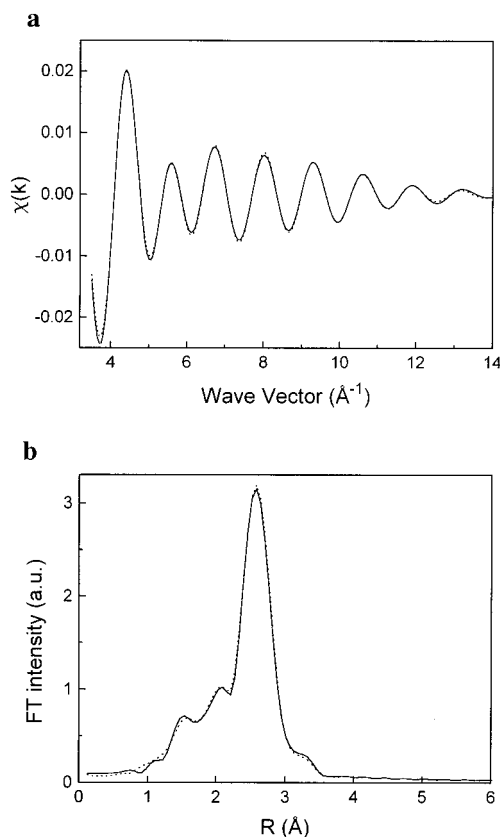 a
0.02
0.01
0.00
-0.01
-0.02
χ(k)
4 6 8 10 12 14
Wave Vector (Å⁻¹)
b
3
2
1
0
FT intensity (a.u.)
0 1 2 3 4 5 6
R (Å)